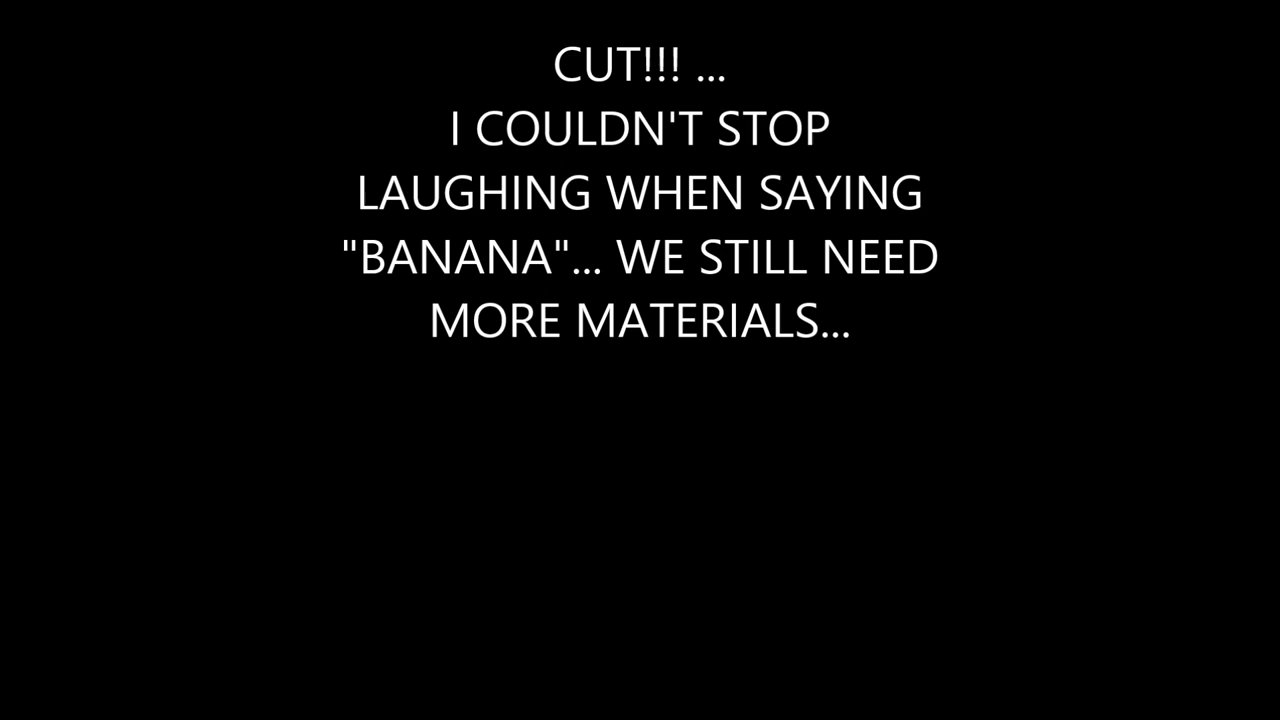 CUT!!! ...
I COULDN'T STOP
LAUGHING WHEN SAYING
"BANANA"... WE STILL NEED
MORE MATERIALS...